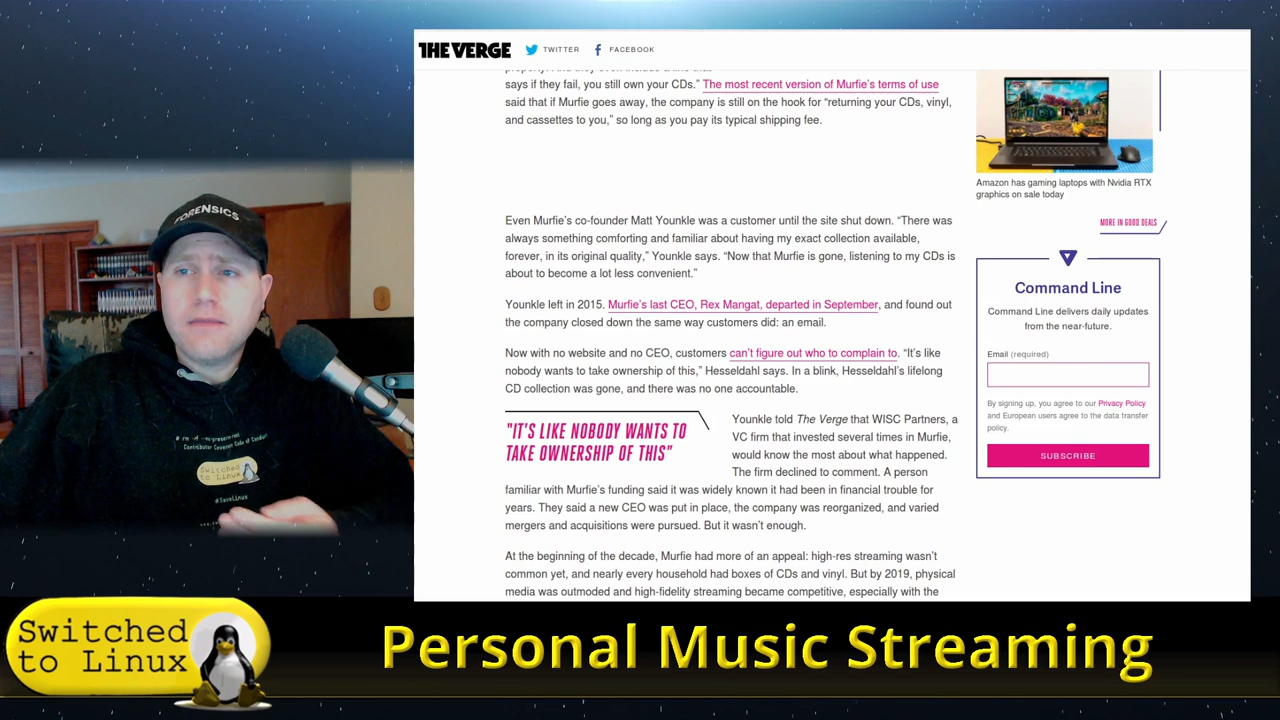 THE VERGE TWITTER FACEBOOK
says if they fail, you still own your CDs.” The most recent version of Murfie’s terms of use
said that if Murfie goes away, the company is still on the hook for “returning your CDs, vinyl,
and cassettes to you,” so long as you pay its typical shipping fee.
Even Murfie’s co-founder Matt Younkle was a customer until the site shut down. “There was
always something comforting and familiar about having my exact collection available,
forever, in its original quality,” Younkle says. “Now that Murfie is gone, listening to my CDs is
about to become a lot less convenient.”
Younkle left in 2015. Murfie’s last CEO, Rex Mangat, departed in September, and found out
the company closed down the same way customers did: an email.
Now with no website and no CEO, customers can’t figure out who to complain to. “It’s like
nobody wants to take ownership of this,” Hesseldahl says. In a blink, Hesseldahl’s lifelong
CD collection was gone, and there was no one accountable.
"IT’S LIKE NOBODY WANTS TO
TAKE OWNERSHIP OF THIS”
Younkle told The Verge that WISC Partners, a
VC firm that invested several times in Murfie,
would know the most about what happened.
The firm declined to comment. A person
familiar with Murfie’s funding said it was widely known it had been in financial trouble for
years. They said a new CEO was put in place, the company was reorganized, and varied
mergers and acquisitions were pursued. But it wasn’t enough.
At the beginning of the decade, Murfie had more of an appeal: high-res streaming wasn’t
common yet, and nearly every household had boxes of CDs and vinyl. But by 2019, physical
media was outmoded and high-fidelity streaming became competitive, especially with the
Amazon has gaming laptops with Nvidia RTX
graphics on sale today
MORE IN GOOD DEALS
Command Line
Command Line delivers daily updates
from the near-future.
Email (required)
By signing up, you agree to our Privacy Policy
and European users agree to the data transfer
policy.
SUBSCRIBE
FORENSICS
Contributor Covenant Code of Conduct
Switched
to Linux
#SaveLinux
Switched
to Linux
Personal Music Streaming